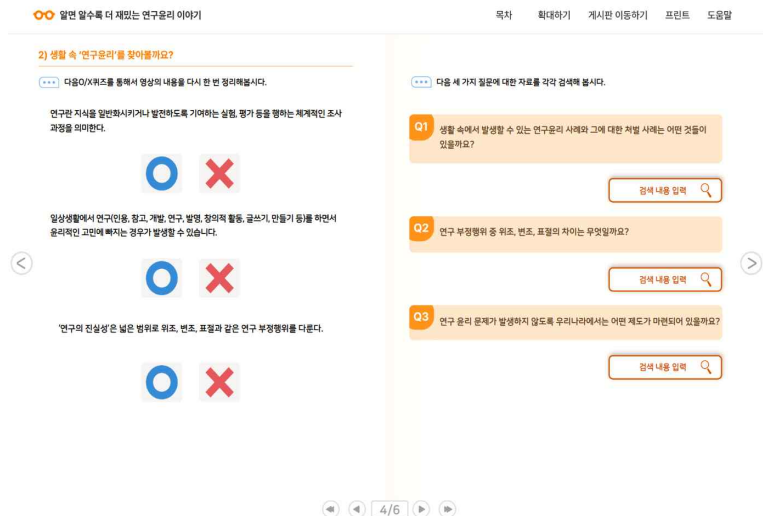 알면 알수록 더 재밌는 연구윤리 이야기
목차 확대하기 게시판 이동하기 프린트 도움말
2) 생활 속 ‘연구윤리’를 찾아볼까요?
다음O/X퀴즈를 통해서 영상의 내용을 다시 한 번 정리해봅시다.
연구란 지식을 일반화시키거나 발전하도록 기여하는 실험, 평가 등을 행하는 체계적인 조사
과정을 의미한다.
일상생활에서 연구(인용, 참고, 개발, 연구, 발명, 창의적 활동, 글쓰기, 만들기 등)를 하면서
윤리적인 고민에 빠지는 경우가 발생할 수 있습니다.
‘연구의 진실성’은 넓은 범위로 위조, 변조, 표절과 같은 연구 부정행위를 다룬다.
다음 세 가지 질문에 대한 자료를 각각 검색해 봅시다.
Q1
생활 속에서 발생할 수 있는 연구윤리 사례와 그에 대한 처벌 사례는 어떤 것들이
있을까요?
검색 내용 입력
Q2
연구 부정행위 중 위조, 변조, 표절의 차이는 무엇일까요?
검색 내용 입력
Q3
연구 윤리 문제가 발생하지 않도록 우리나라에서는 어떤 제도가 마련되어 있을까요?
검색 내용 입력
4/6